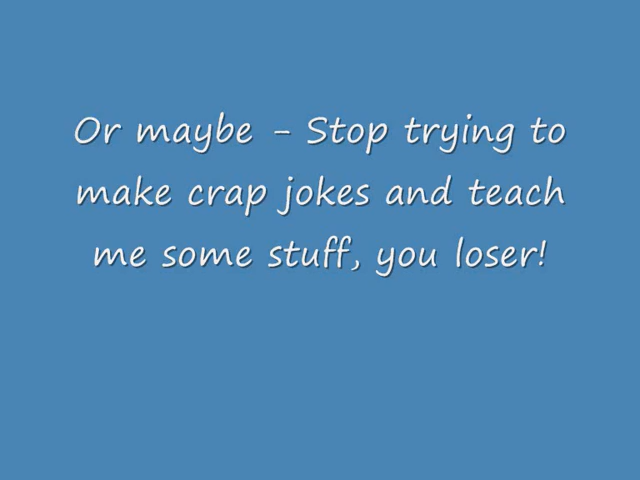 Or maybe - Stop trying to
make crap jokes and teach
me some stuff, you loser!